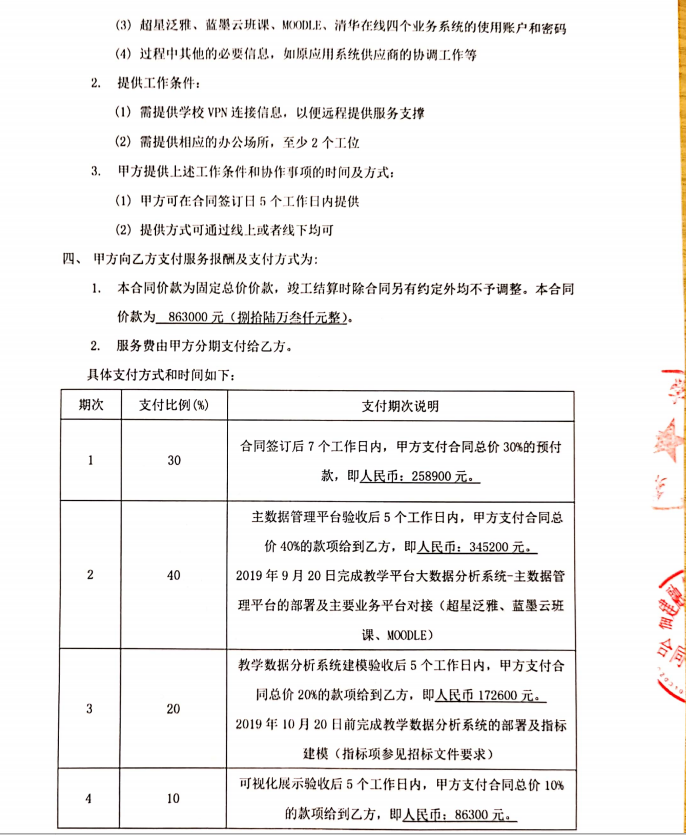 (3) 超星泛雅、蓝墨云班课、MOODLE、清华在线四个业务系统的使用账户和密码
(4) 过程中其他的必要信息，如原应用系统供应商的协调工作等
2. 提供工作条件：
(1) 需提供学校 VPN 连接信息，以便远程提供服务支撑
(2) 需提供相应的办公场所，至少 2 个工位
3. 甲方提供上述工作条件和协作事项的时间及方式：
(1) 甲方可在合同签订日 5 个工作日内提供
(2) 提供方式可通过线上或者线下均可
四、 甲方向乙方支付服务报酬及支付方式为：
1. 本合同价款为固定总价价款，竣工结算时除合同另有约定外均不予调整。本合同
价款为 863000 元（捌拾陆万叁仟元整）。
2. 服务费由甲方分期支付给乙方。
具体支付方式和时间如下：
期次 支付比例(%) 支付期次说明
1 30 合同签订后 7 个工作日内，甲方支付合同总价 30%的预付
款，即人民币：258900 元。
主数据管理平台验收后 5 个工作日内，甲方支付合同总
价 40%的款项给到乙方，即人民币：345200 元。
2 40 2019 年 9 月 20 日完成教学平台大数据分析系统-主数据管
理平台的部署及主要业务平台对接（超星泛雅、蓝墨云班
课、MOODLE）
教学数据分析系统建模验收后 5 个工作日内，甲方支付合
同总价 20%的款项给到乙方，即人民币 172600 元。
3 20 2019 年 10 月 20 日前完成教学数据分析系统的部署及指标
建模（指标项参见招标文件要求）
4 10 可视化展示验收后 5 个工作日内，甲方支付合同总价 10%
的款项给到乙方，即人民币：86300 元。
合同